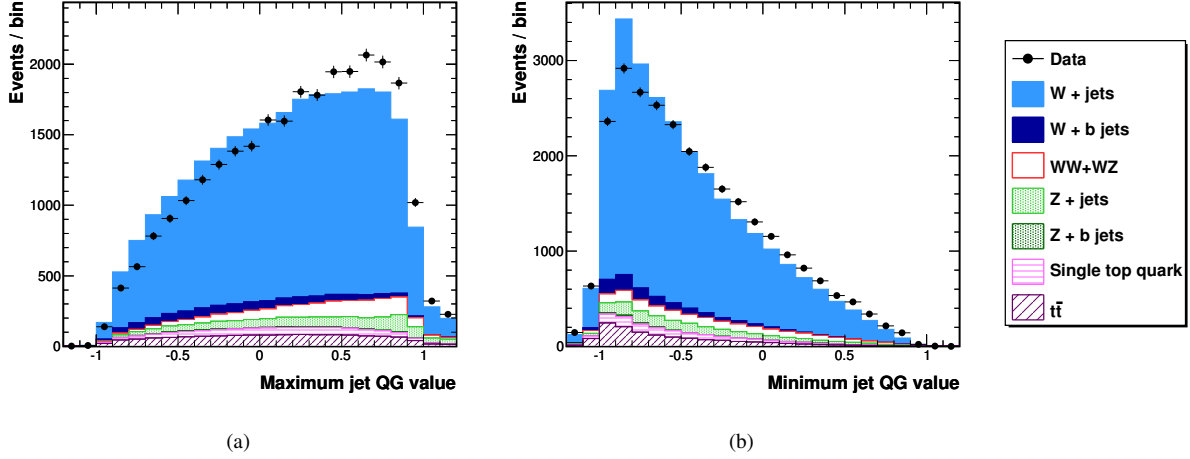 Events / bin
2000
1500
1000
500
0
-1
-0.5
0
0.5
1
Maximum jet QG value
(a)
Events / bin
3000
2000
1000
0
-1
-0.5
0
0.5
1
Minimum jet QG value
(b)
Data
W + jets
W + b jets
WW+WZ
Z + jets
Z + b jets
Single top quark
tt̄